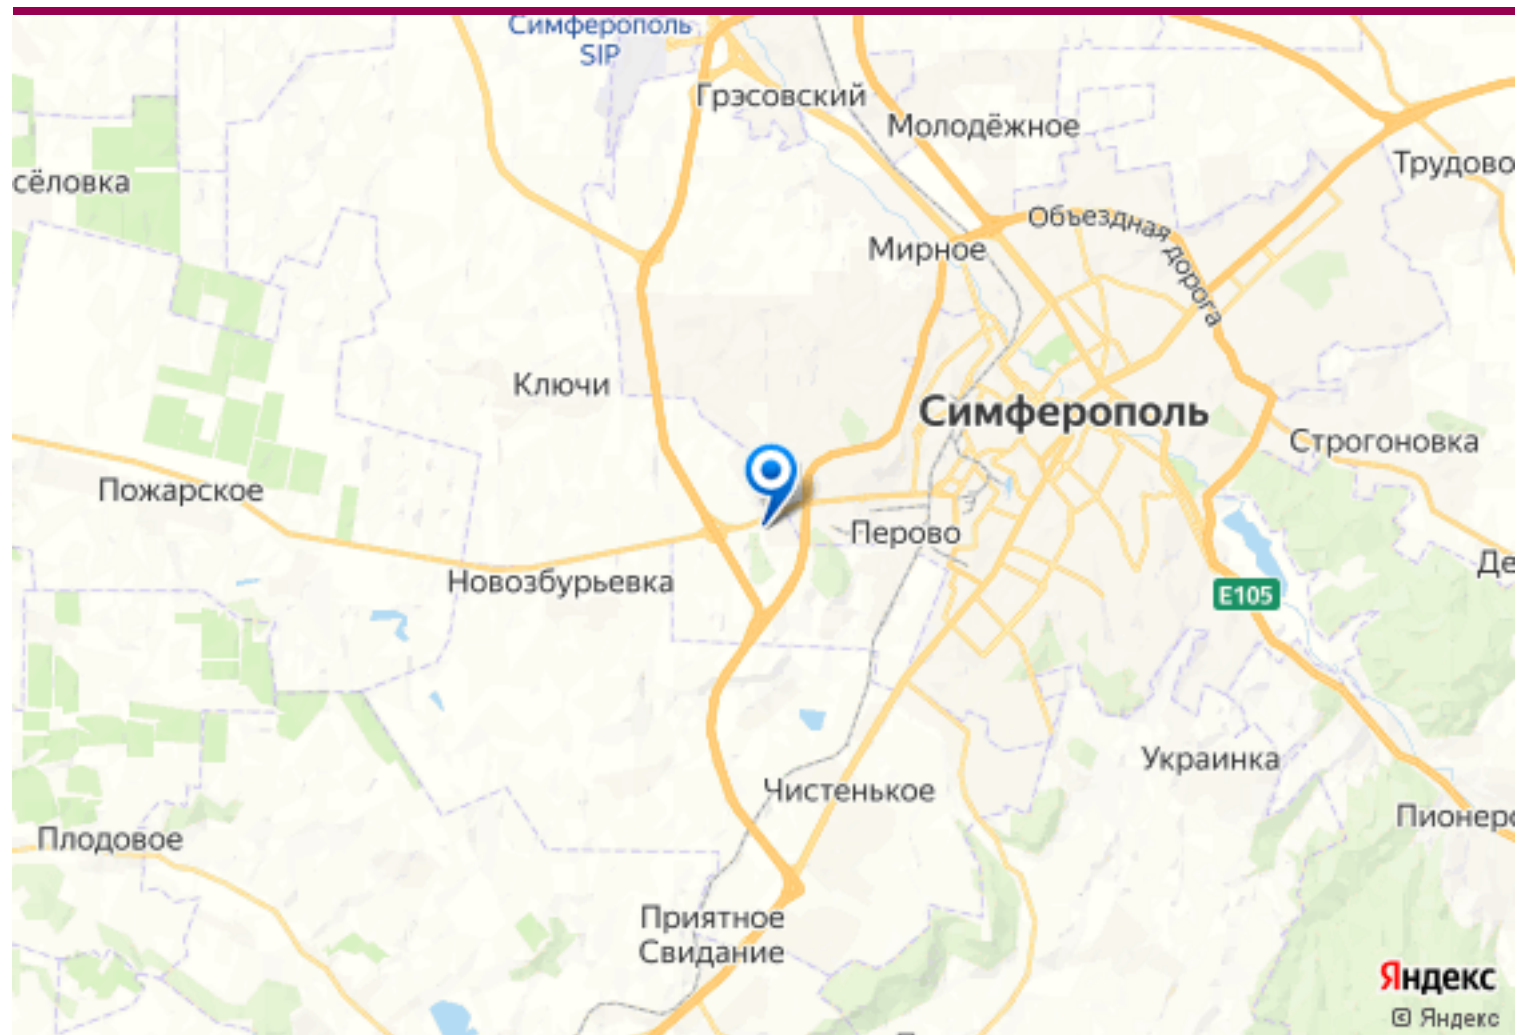 Симферополь
SIP
Грэсовский
Молодёжное
сёловка
Трудово
Объездная дорога
Мирное
Ключи
Симферополь
Строгоновка
Пожарское
Перово
Де
Новозбурьевка
E105
Украинка
Чистенькое
Пионерс
Плодовое
Приятное
Свидание
Яндекс
© Яндекс